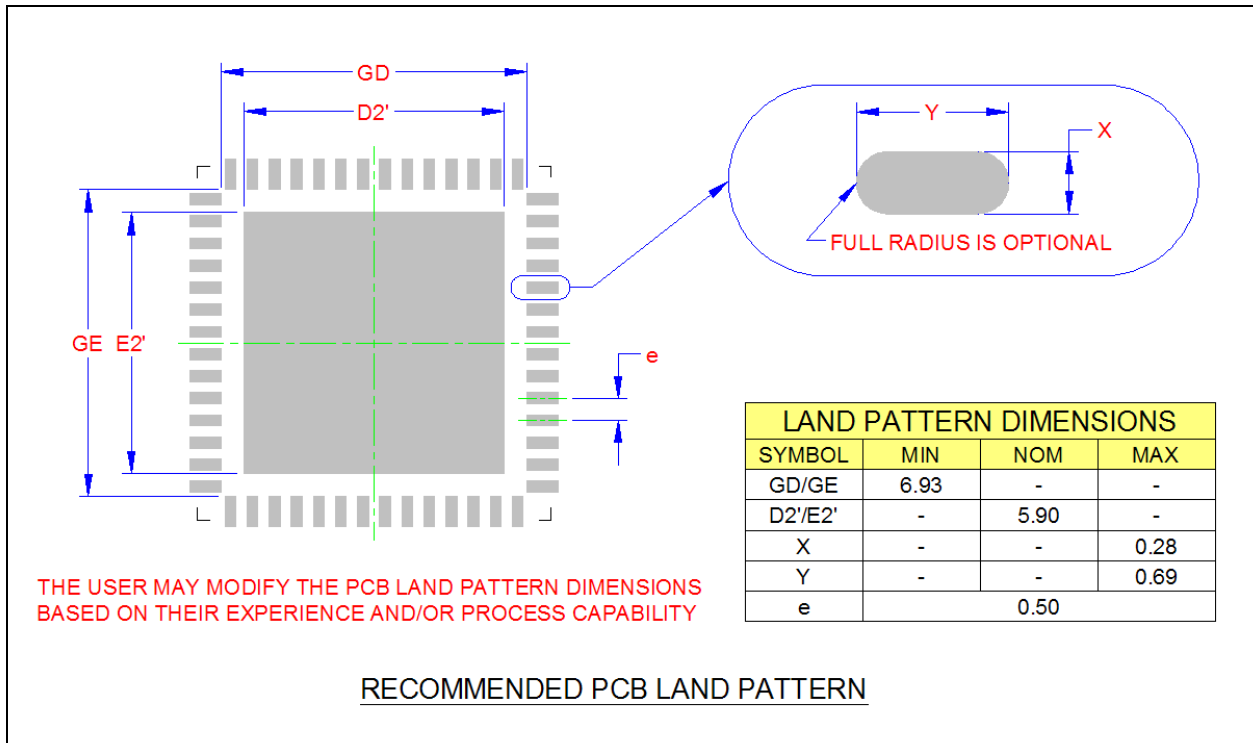 GD
D2'
Y
X
FULL RADIUS IS OPTIONAL
GE E2'
e
LAND PATTERN DIMENSIONS
SYMBOL MIN NOM MAX
GD/GE 6.93 - -
D2'/E2' - 5.90 -
X - - 0.28
Y - - 0.69
e 0.50
THE USER MAY MODIFY THE PCB LAND PATTERN DIMENSIONS
BASED ON THEIR EXPERIENCE AND/OR PROCESS CAPABILITY
RECOMMENDED PCB LAND PATTERN